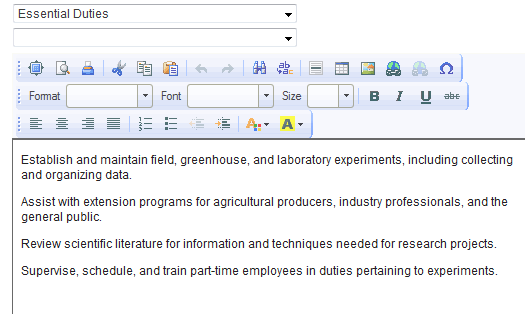 Essential Duties
Format Font Size B I U abc
Establish and maintain field, greenhouse, and laboratory experiments, including collecting
and organizing data.
Assist with extension programs for agricultural producers, industry professionals, and the
general public.
Review scientific literature for information and techniques needed for research projects.
Supervise, schedule, and train part-time employees in duties pertaining to experiments.